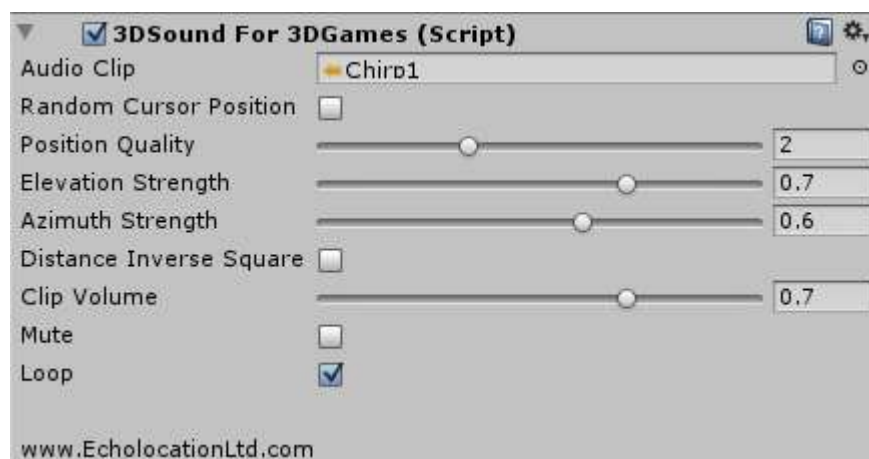 3DSound For 3DGames (Script)
Audio Clip Chirp1
Random Cursor Position
Position Quality 2
Elevation Strength 0.7
Azimuth Strength 0.6
Distance Inverse Square
Clip Volume 0.7
Mute
Loop
www.EcholocationLtd.com